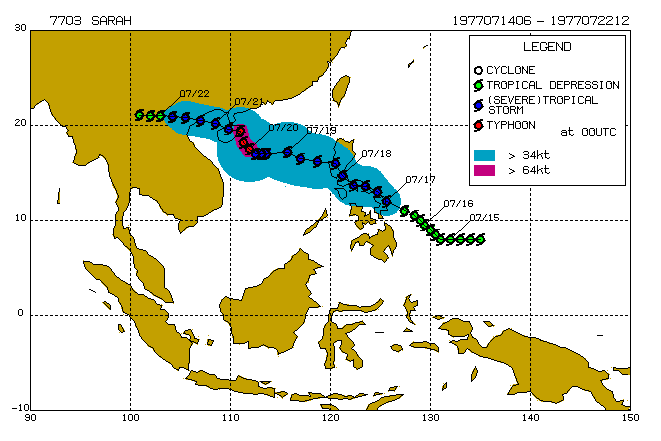 7703 SARAH
1977071406 - 1977072212
30
LEGEND
CYCLONE
TROPICAL DEPRESSION
(SEVERE)TROPICAL
STORM
TYPHOON
at 00UTC
> 34kt
> 64kt
07/22
07/21
07/20
07/19
07/18
07/17
07/16
07/15
20
10
0
-10
90
100
110
120
130
140
150